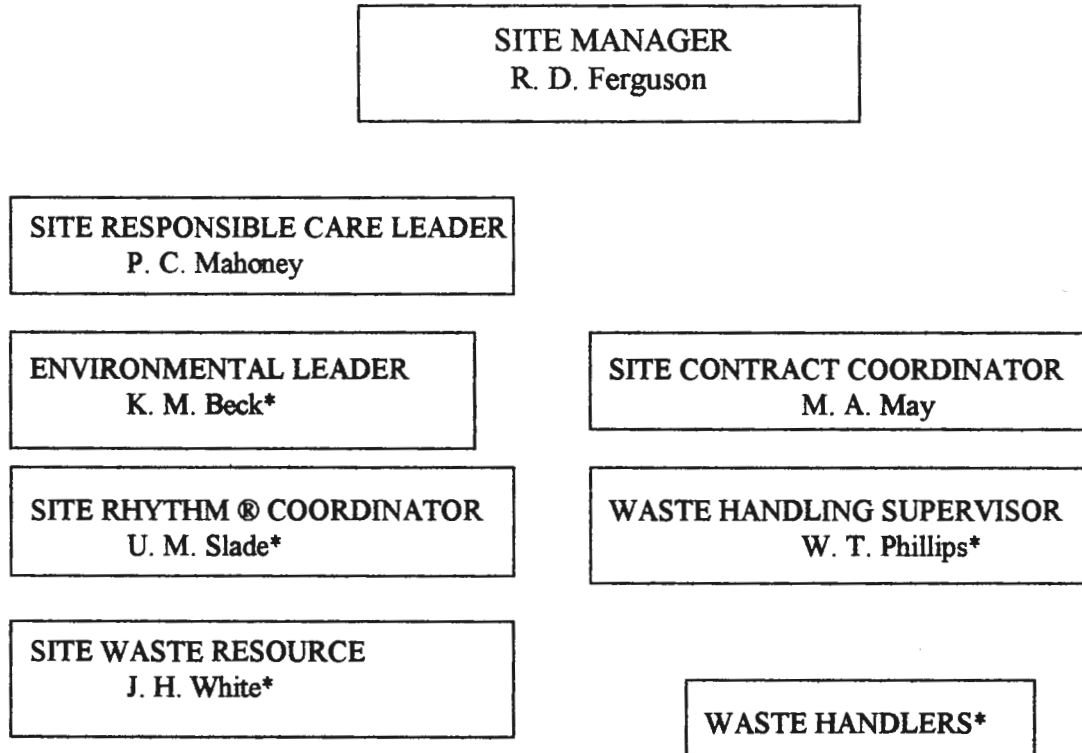 SITE MANAGER
R. D. Ferguson
SITE RESPONSIBLE CARE LEADER
P. C. Mahoney
ENVIRONMENTAL LEADER
K. M. Beck*
SITE CONTRACT COORDINATOR
M. A. May
SITE RHYTHM ® COORDINATOR
U. M. Slade*
WASTE HANDLING SUPERVISOR
W. T. Phillips*
SITE WASTE RESOURCE
J. H. White*
WASTE HANDLERS*